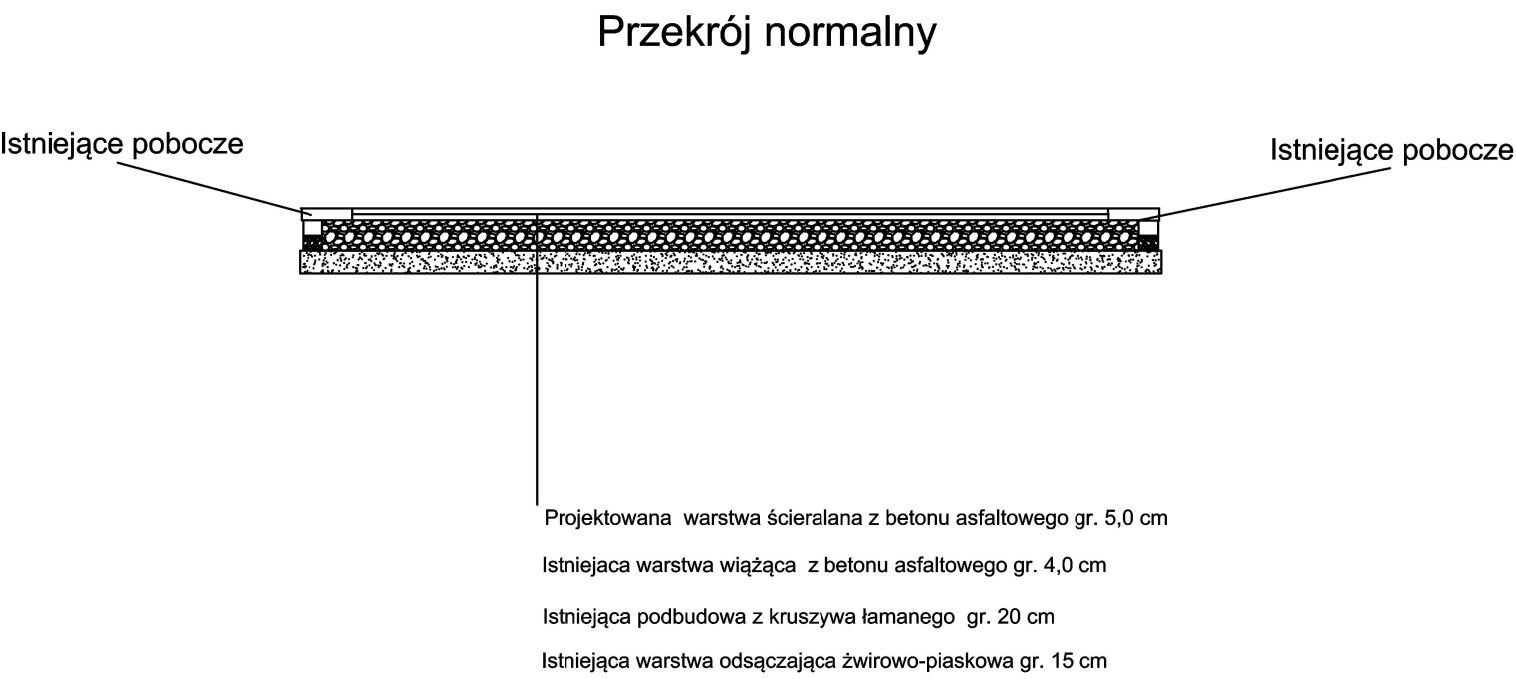 Przekrój normalny
Istniejące pobocze
Istniejące pobocze
Projektowana warstwa ścieralana z betonu asfaltowego gr. 5,0 cm
Istniejaca warstwa wiążąca z betonu asfaltowego gr. 4,0 cm
Istniejąca podbudowa z kruszywa łamanego gr. 20 cm
Istniejąca warstwa odsączająca żwirowo-piaskowa gr. 15 cm